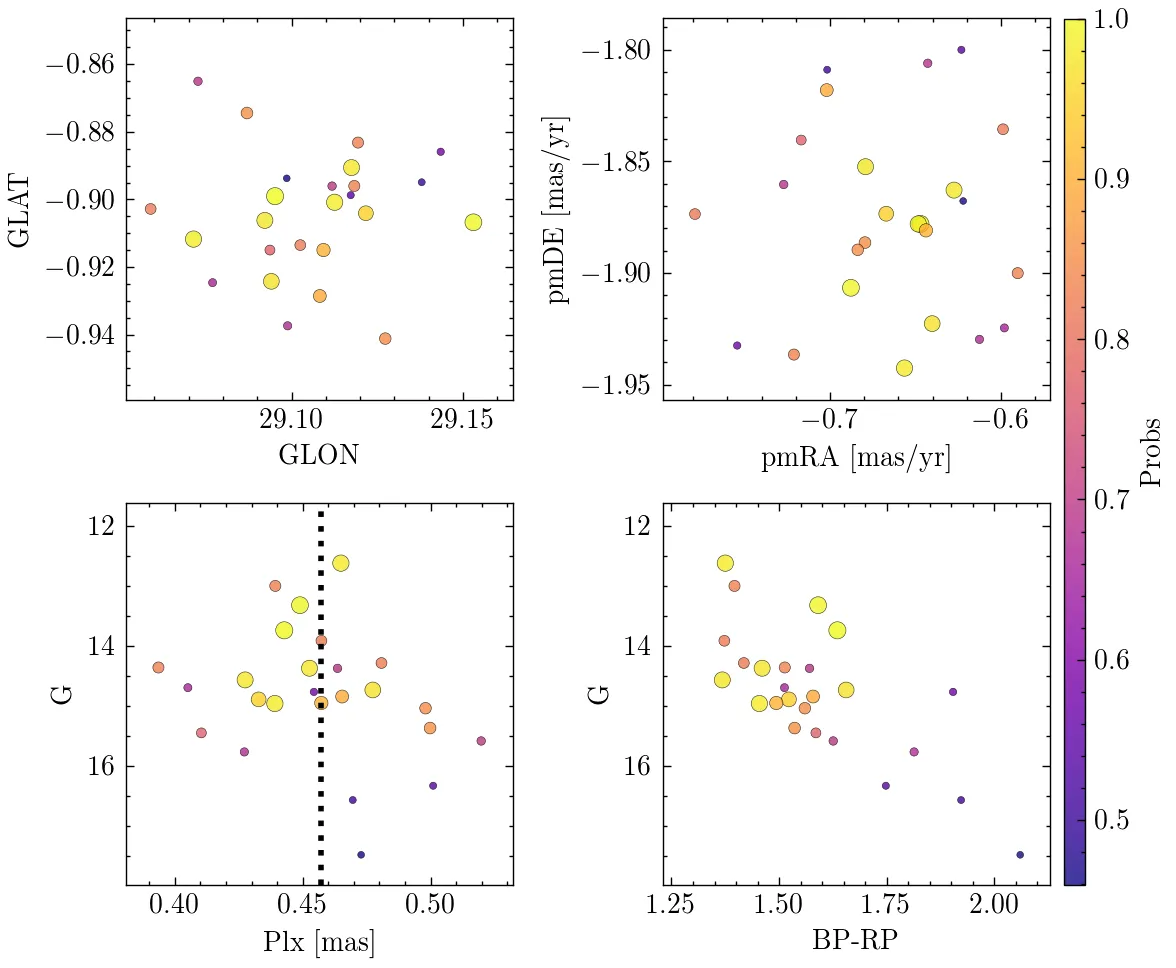 −0.86
−0.88
−0.90
−0.92
−0.94
GLAT
29.10 29.15
GLON
−1.80
−1.85
−1.90
−1.95
pmDE [mas/yr]
−0.7 −0.6
pmRA [mas/yr]
1.0
0.9
0.8
0.7
0.6
0.5
Probs
12
14
16
G
0.40 0.45 0.50
Plx [mas]
12
14
16
G
1.25 1.50 1.75 2.00
BP-RP